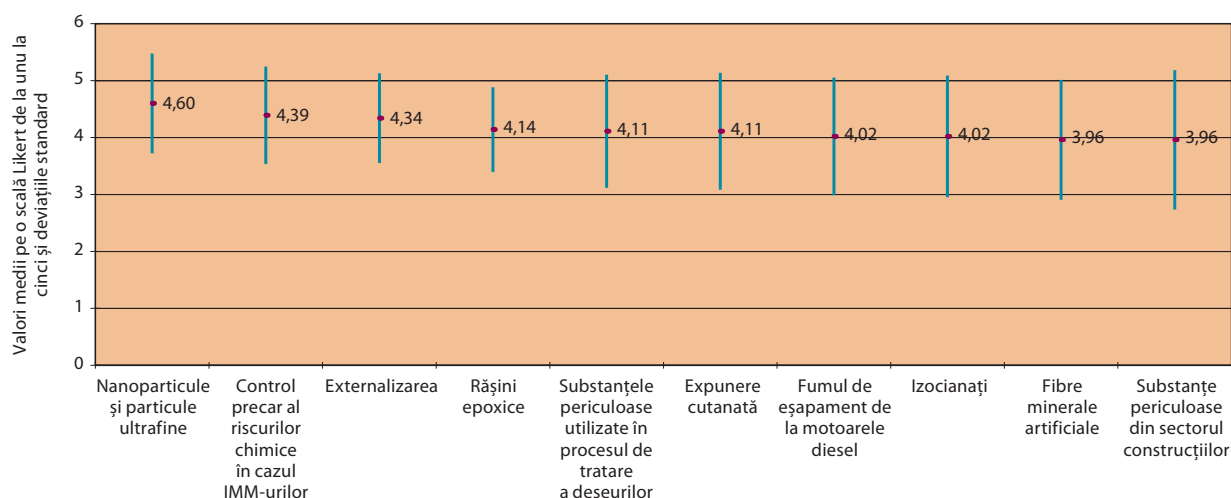 Valori medii pe o scală Likert de la unu la
cinci și deviațiile standard
6
5
4
3
2
1
0
4,60
4,39
4,34
4,14
4,11
4,11
4,02
4,02
3,96
3,96
Nanoparticule
și particule
ultrafine
Control
precar al
riscurilor
chimice
în cazul
IMM-urilor
Externalizarea
Rășini
epoxice
Substanțele
periculoase
utilizate în
procesul de
tratare
a deșeurilor
Expunere
cutanată
Fumul de
eșapament de
la motoarele
diesel
Izocianați
Fibre
minerale
artificiale
Substanțe
periculoase
din sectorul
construcțiilor